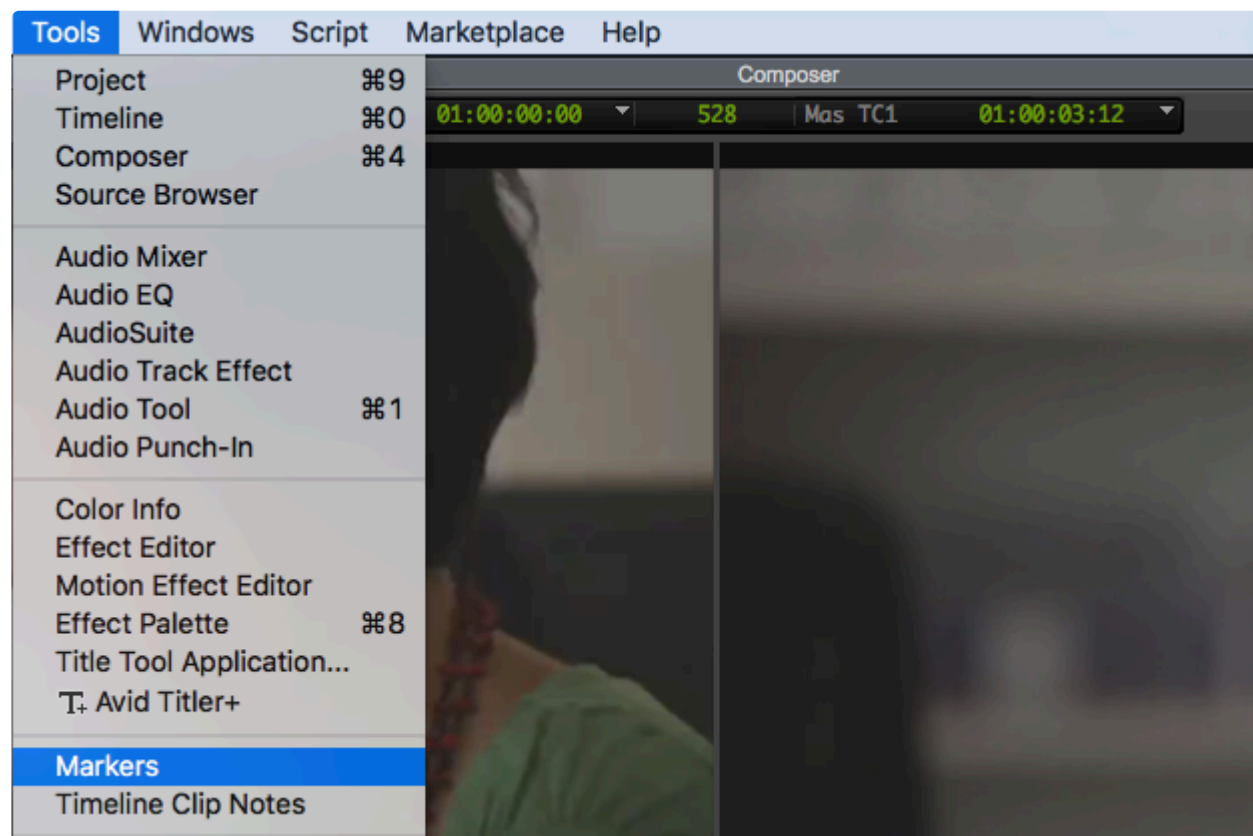 Tools Windows Script Marketplace Help
Composer
01:00:00:00 528 Mas TC1 01:00:03:12
Project ⌘9
Timeline ⌘0
Composer ⌘4
Source Browser
Audio Mixer
Audio EQ
AudioSuite
Audio Track Effect
Audio Tool ⌘1
Audio Punch-In
Color Info
Effect Editor
Motion Effect Editor
Effect Palette ⌘8
Title Tool Application...
T+ Avid Titler+
Markers
Timeline Clip Notes